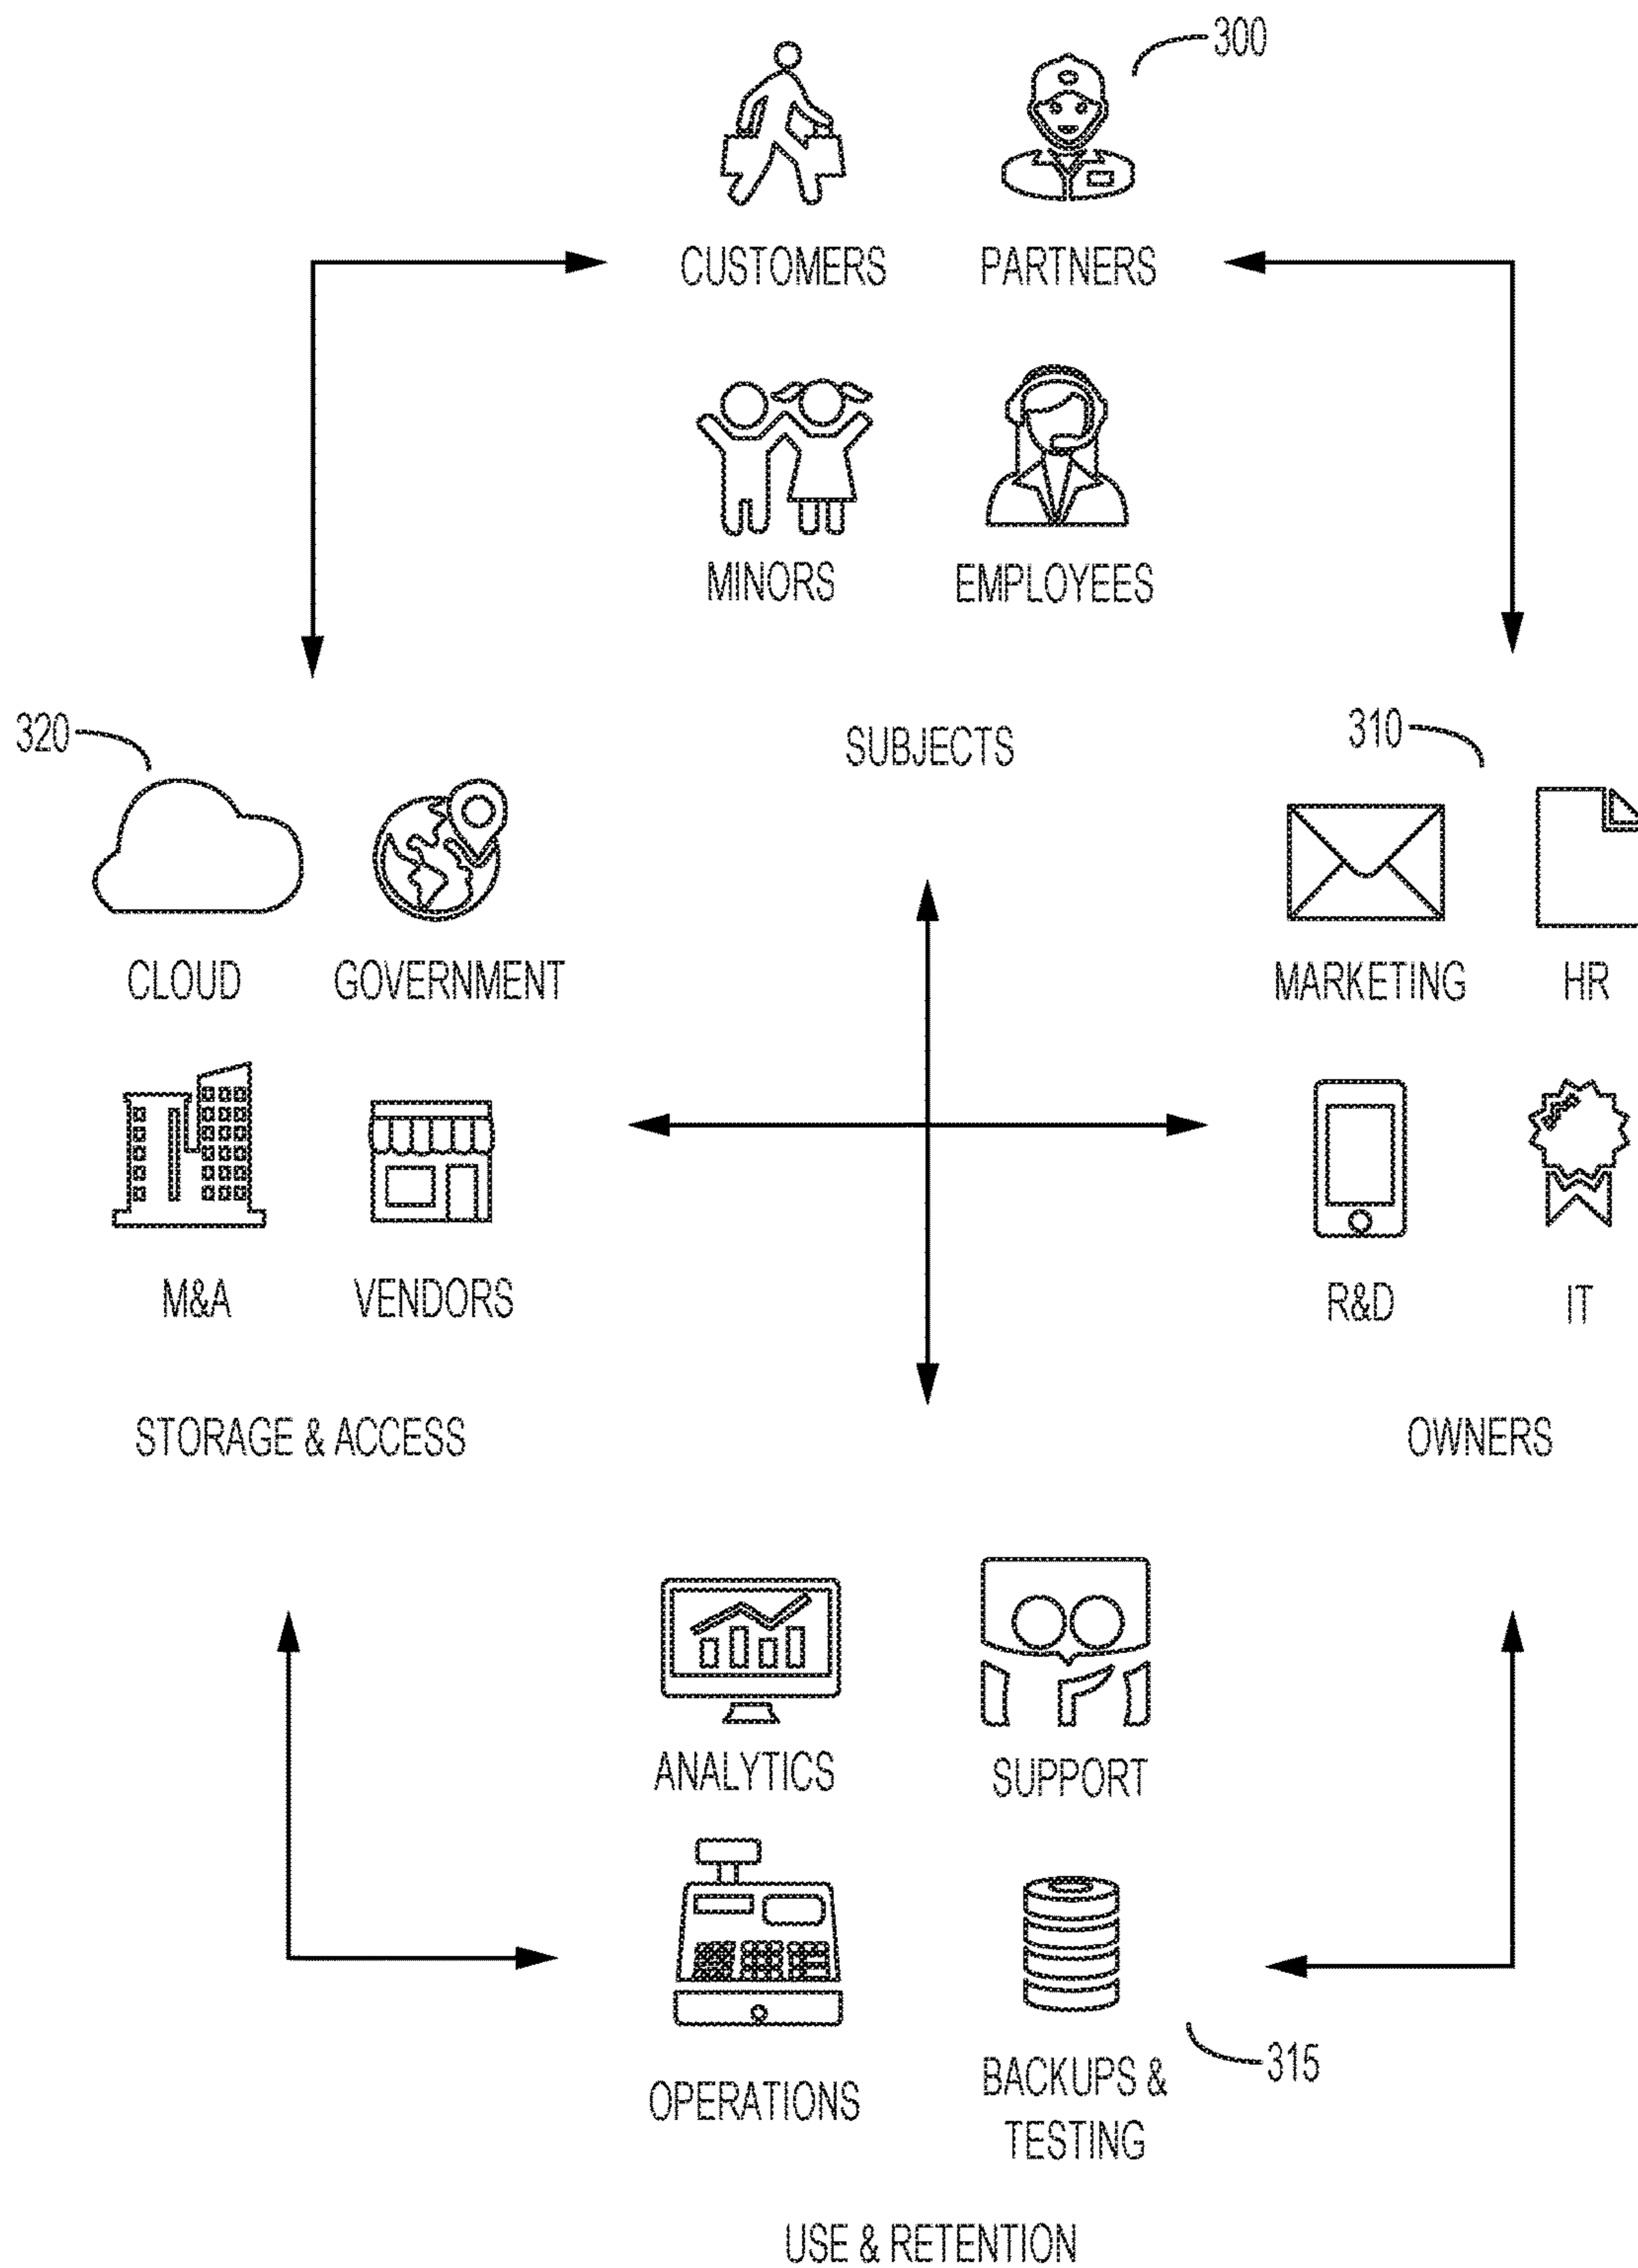 300
CUSTOMERS
PARTNERS
MINORS
EMPLOYEES
SUBJECTS
320
310
CLOUD
GOVERNMENT
MARKETING
HR
M&A
VENDORS
R&D
IT
STORAGE & ACCESS
OWNERS
ANALYTICS
SUPPORT
OPERATIONS
BACKUPS &
TESTING
315
USE & RETENTION